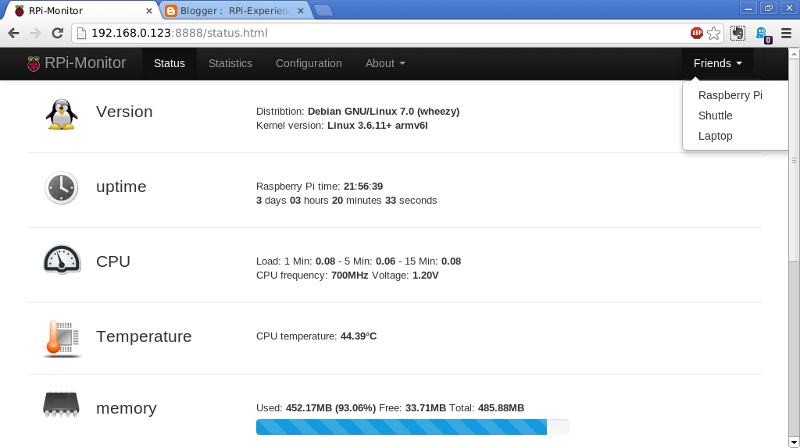 RPi-Monitor
Blogger : RPi-Experien
192.168.0.123:8888/status.html
ABP
0
RPi-Monitor Status Statistics Configuration About Friends
Raspberry Pi
Shuttle
Laptop
Version
Distribtion: Debian GNU/Linux 7.0 (wheezy)
Kernel version: Linux 3.6.11+ armv6l
uptime
Raspberry Pi time: 21:56:39
3 days 03 hours 20 minutes 33 seconds
CPU
Load: 1 Min: 0.08 - 5 Min: 0.06 - 15 Min: 0.08
CPU frequency: 700MHz Voltage: 1.20V
Temperature
CPU temperature: 44.39°C
memory
Used: 452.17MB (93.06%) Free: 33.71MB Total: 485.88MB